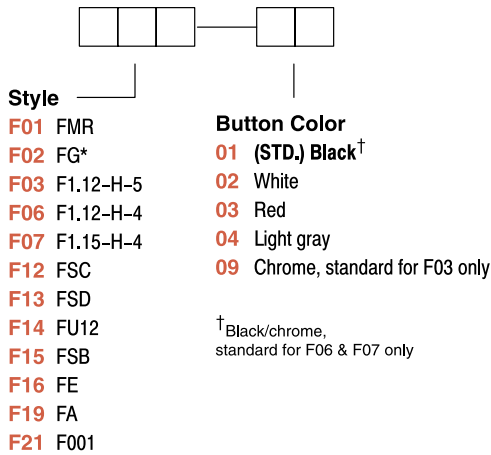 Style
F01 FMR
F02 FG*
F03 F1.12-H-5
F06 F1.12-H-4
F07 F1.15-H-4
F12 FSC
F13 FSD
F14 FU12
F15 FSB
F16 FE
F19 FA
F21 F001
Button Color
01 (STD.) Black†
02 White
03 Red
04 Light gray
09 Chrome, standard for F03 only
†Black/chrome,
standard for F06 & F07 only